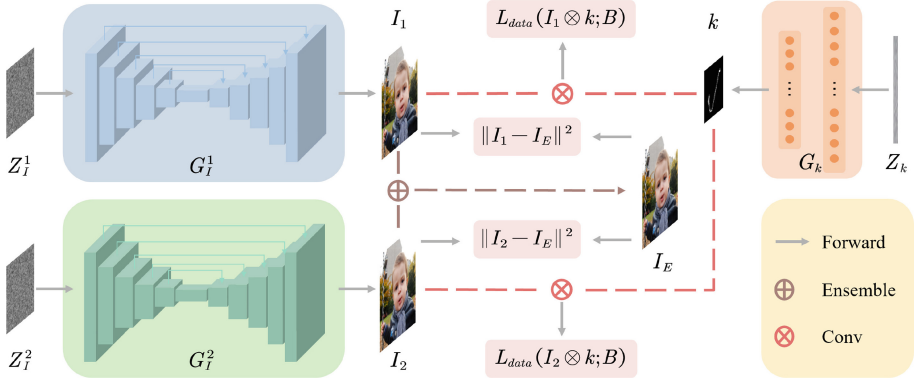 I₁
L_data(I₁ ⊗ k; B)
k
...
...
Z_I^1
G_I^1
‖I₁ − I_E‖²
G_k
Z_k
‖I₂ − I_E‖²
I_E
Forward
Ensemble
Conv
Z_I^2
G_I^2
I₂
L_data(I₂ ⊗ k; B)